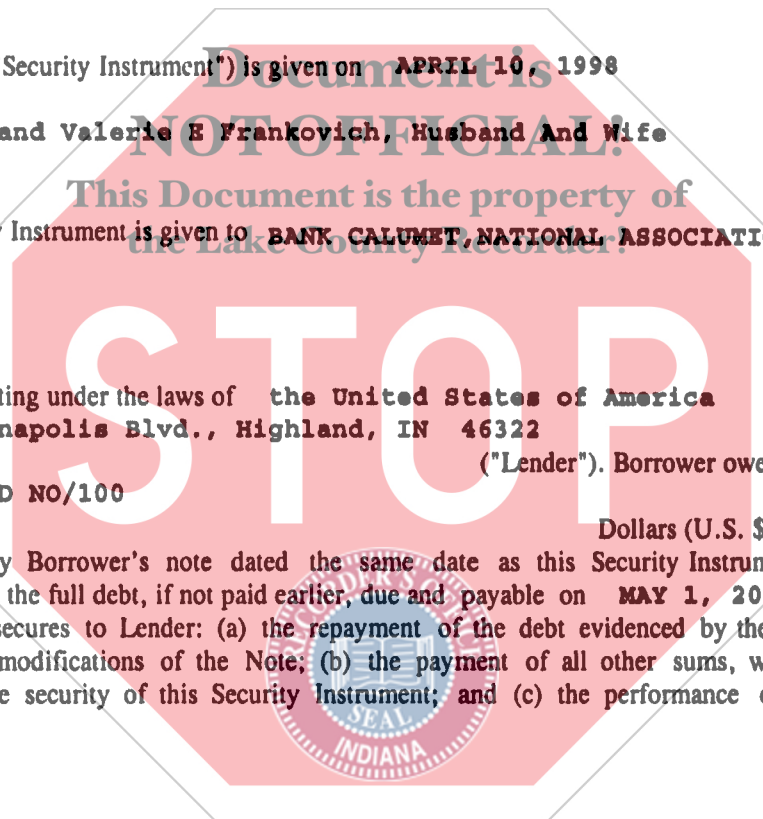 Security Instrument") is given on APRIL 10, 1998
Document is
and Valerie E Frankovich, Husband And Wife
NOT OFFICIAL!
This Document is the property of
Instrument is given to BANK CALUMET, NATIONAL ASSOCIATI
the Lake County Recorder!
STOP
ting under the laws of the United States of America
napolis Blvd., Highland, IN 46322
("Lender"). Borrower owe
D NO/100
Dollars (U.S. $
y Borrower's note dated the same date as this Security Instrum
the full debt, if not paid earlier, due and payable on MAY 1, 20
secures to Lender: (a) the repayment of the debt evidenced by the
modifications of the Note; (b) the payment of all other sums, w
e security of this Security Instrument; and (c) the performance
RECORDER'S OFFICE
SEAL
INDIANA